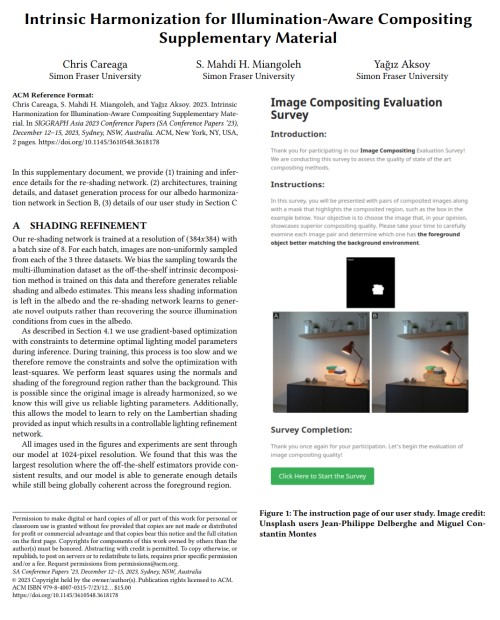 Intrinsic Harmonization for Illumination-Aware Compositing
Supplementary Material
Chris Careaga
Simon Fraser University
S. Mahdi H. Miangoleh
Simon Fraser University
Yağız Aksoy
Simon Fraser University
ACM Reference Format:
Chris Careaga, S. Mahdi H. Miangoleh, and Yağız Aksoy. 2023. Intrinsic
Harmonization for Illumination-Aware Compositing Supplementary Mate-
rial. In SIGGRAPH Asia 2023 Conference Papers (SA Conference Papers '23),
December 12–15, 2023, Sydney, NSW, Australia. ACM, New York, NY, USA,
2 pages. https://doi.org/10.1145/3610548.3618178
In this supplementary document, we provide (1) training and infer-
ence details for the re-shading network. (2) architectures, training
details, and dataset generation process for our albedo harmoniza-
tion network in Section B, (3) details of our user study in Section C
A SHADING REFINEMENT
Our re-shading network is trained at a resolution of (384x384) with
a batch size of 8. For each batch, images are non-uniformly sampled
from each of the 3 three datasets. We bias the sampling towards the
multi-illumination dataset as the off-the-shelf intrinsic decomposi-
tion method is trained on this data and therefore generates reliable
shading and albedo estimates. This means less shading information
is left in the albedo and the re-shading network learns to gener-
ate novel outputs rather than recovering the source illumination
conditions from cues in the albedo.
As described in Section 4.1 we use gradient-based optimization
with constraints to determine optimal lighting model parameters
during inference. During training, this process is too slow and we
therefore remove the constraints and solve the optimization with
least-squares. We perform least squares using the normals and
shading of the foreground region rather than the background. This
is possible since the original image is already harmonized, so we
know this will give us reliable lighting parameters. Additionally,
this allows the model to learn to rely on the Lambertian shading
provided as input which results in a controllable lighting refinement
network.
All images used in the figures and experiments are sent through
our model at 1024-pixel resolution. We found that this was the
largest resolution where the off-the-shelf estimators provide con-
sistent results, and our model is able to generate enough details
while still being globally coherent across the foreground region.
Permission to make digital or hard copies of all or part of this work for personal or
classroom use is granted without fee provided that copies are not made or distributed
for profit or commercial advantage and that copies bear this notice and the full citation
on the first page. Copyrights for components of this work owned by others than the
author(s) must be honored. Abstracting with credit is permitted. To copy otherwise, or
republish, to post on servers or to redistribute to lists, requires prior specific permission
and/or a fee. Request permissions from permissions@acm.org.
SA Conference Papers '23, December 12–15, 2023, Sydney, NSW, Australia
© 2023 Copyright held by the owner/author(s). Publication rights licensed to ACM.
ACM ISBN 979-8-4007-0315-7/23/12...$15.00
https://doi.org/10.1145/3610548.3618178
Image Compositing Evaluation
Survey
Introduction:
Thank you for participating in our Image Compositing Evaluation Survey!
We are conducting this survey to assess the quality of state of the art
compositing methods.
Instructions:
In this survey, you will be presented with pairs of composited images along
with a mask that highlights the composited region, such as the box in the
example below. Your objective is to choose the image that, in your opinion,
showcases superior compositing quality. Please take your time to carefully
examine each image pair and determine which one has the foreground
object better matching the background environment.
A
B
Survey Completion:
Thank you once again for your participation. Let's begin the evaluation of
image compositing quality!
Click Here to Start the Survey
Figure 1: The instruction page of our user study. Image credit:
Unsplash users Jean-Philippe Delberghe and Miguel Con-
stantin Montes